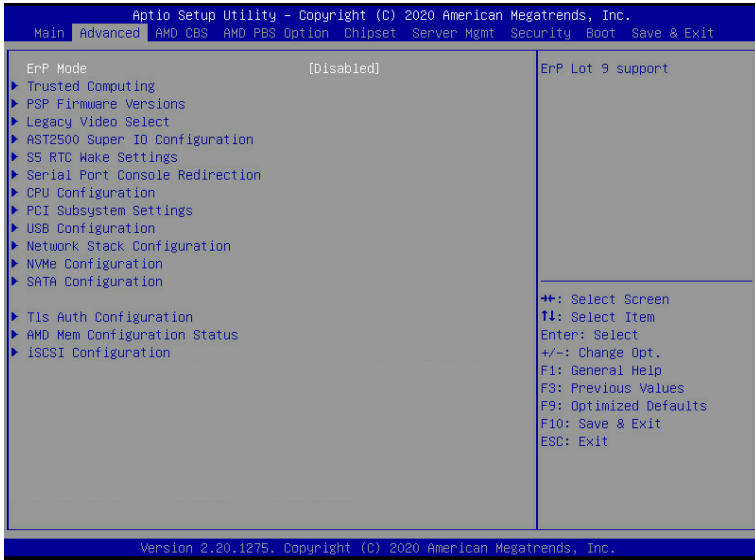 Aptio Setup Utility – Copyright (C) 2020 American Megatrends, Inc.
Main Advanced AMD CBS AMD PBS Option Chipset Server Mgmt Security Boot Save & Exit
ErP Mode [Disabled]
Trusted Computing
PSP Firmware Versions
Legacy Video Select
AST2500 Super IO Configuration
S5 RTC Wake Settings
Serial Port Console Redirection
CPU Configuration
PCI Subsystem Settings
USB Configuration
Network Stack Configuration
NVMe Configuration
SATA Configuration
Tls Auth Configuration
AMD Mem Configuration Status
iSCSI Configuration
ErP Lot 9 support
→←: Select Screen
↑↓: Select Item
Enter: Select
+/-: Change Opt.
F1: General Help
F3: Previous Values
F9: Optimized Defaults
F10: Save & Exit
ESC: Exit
Version 2.20.1275. Copyright (C) 2020 American Megatrends, Inc.